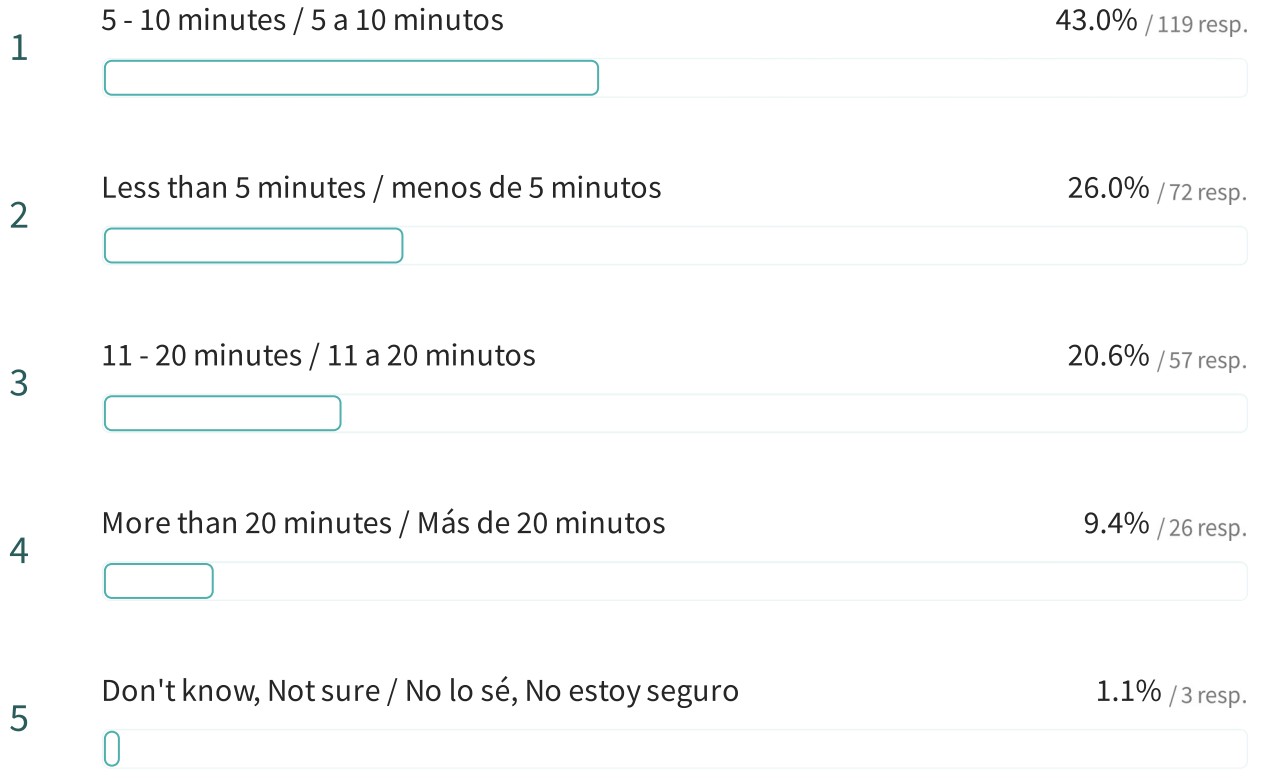 1
5 - 10 minutes / 5 a 10 minutos
43.0% / 119 resp.
2
Less than 5 minutes / menos de 5 minutos
26.0% / 72 resp.
3
11 - 20 minutes / 11 a 20 minutos
20.6% / 57 resp.
4
More than 20 minutes / Más de 20 minutos
9.4% / 26 resp.
5
Don't know, Not sure / No lo sé, No estoy seguro
1.1% / 3 resp.